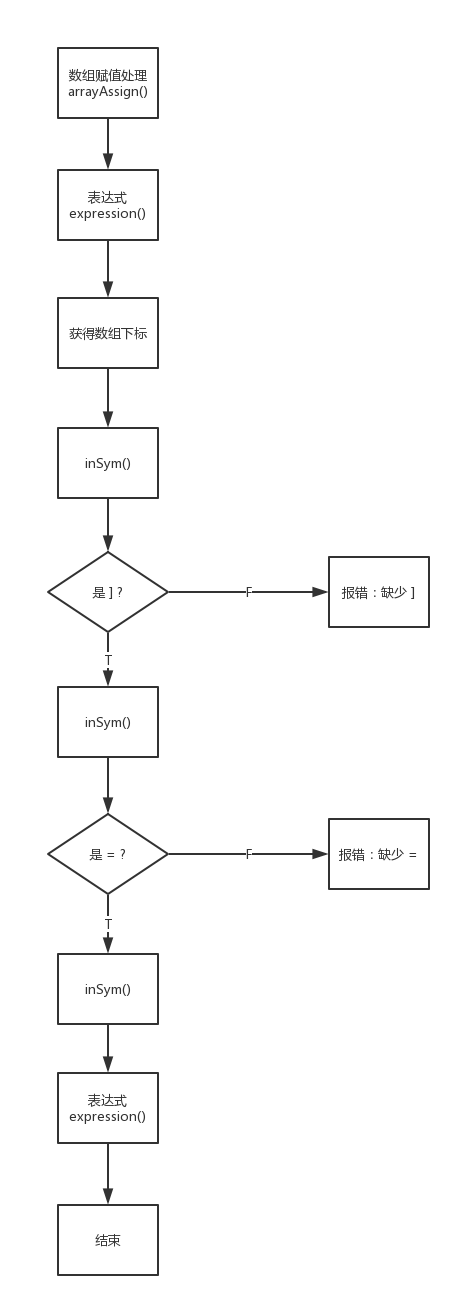 数组赋值处理
arrayAssign()
表达式
expression()
获得数组下标
inSym()
是 ] ?
F
报错：缺少 ]
T
inSym()
是 = ?
F
报错：缺少 =
T
inSym()
表达式
expression()
结束